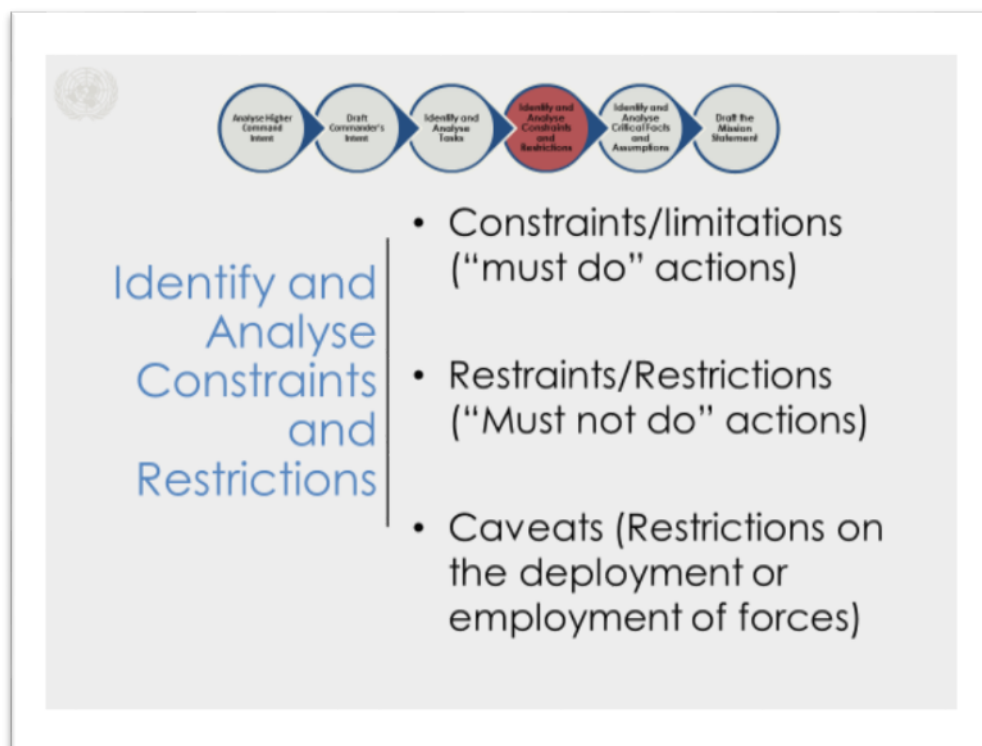 Analyse Higher
Command
Intent
Draft
Commander's
Intent
Identify and
Analyse
Tasks
Identify and
Analyse
Constraints
and
Restrictions
Identify and
Analyse
Critical Facts
and
Assumptions
Draft the
Mission
Statement
Identify and
Analyse
Constraints
and
Restrictions
• Constraints/limitations
(“must do” actions)
• Restraints/Restrictions
(“Must not do” actions)
• Caveats (Restrictions on
the deployment or
employment of forces)